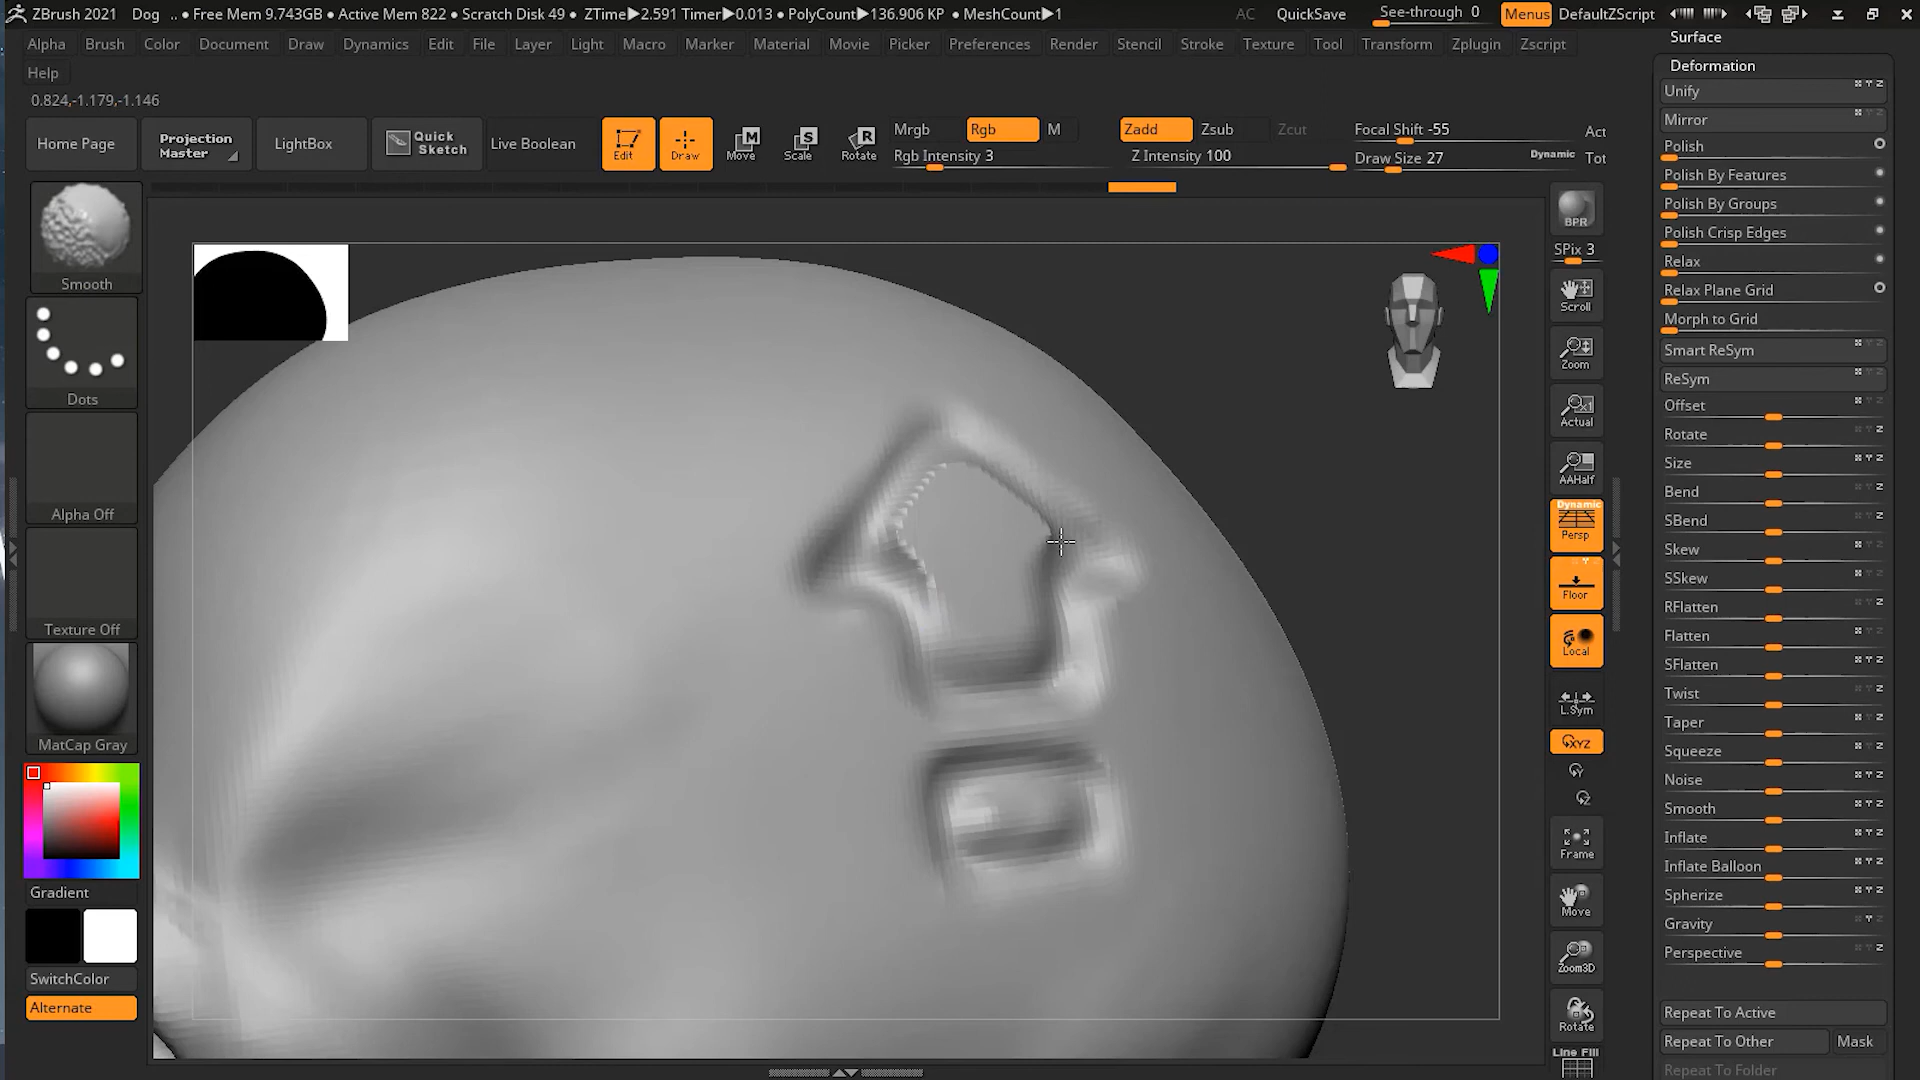 ZBrush 2021 Dog .. • Free Mem 9.743GB • Active Mem 822 • Scratch Disk 49 • ZTime▶2.591 Timer▶0.013 • PolyCount▶136.906 KP • MeshCount▶1 AC QuickSave See-through 0 Menus DefaultZScript
Alpha Brush Color Document Draw Dynamics Edit File Layer Light Macro Marker Material Movie Picker Preferences Render Stencil Stroke Texture Tool Transform Zplugin Zscript
Help
0.824,-1.179,-1.146
Home Page
Projection
Master
LightBox
Quick
Sketch
Live Boolean
Edit
Draw
Move
Scale
Rotate
Mrgb Rgb M
Rgb Intensity 3
Zadd Zsub Zcut
Z Intensity 100
Focal Shift -55
Draw Size 27
Dynamic
Act
Tot
Smooth
Dots
Alpha Off
Texture Off
MatCap Gray
Gradient
SwitchColor
Alternate
BPR
SPix 3
Scroll
Zoom
Actual
AAHalf
Dynamic
Persp
Floor
Local
L.Sym
XYZ
Y
Z
Frame
Move
Zoom3D
Rotate
Line Fill
Surface
Deformation
Unify
Mirror
Polish
Polish By Features
Polish By Groups
Polish Crisp Edges
Relax
Relax Plane Grid
Morph to Grid
Smart ReSym
ReSym
Offset
Rotate
Size
Bend
SBend
Skew
SSkew
RFlatten
Flatten
SFlatten
Twist
Taper
Squeeze
Noise
Smooth
Inflate
Inflate Balloon
Spherize
Gravity
Perspective
Repeat To Active
Repeat To Other Mask
Repeat To Folder